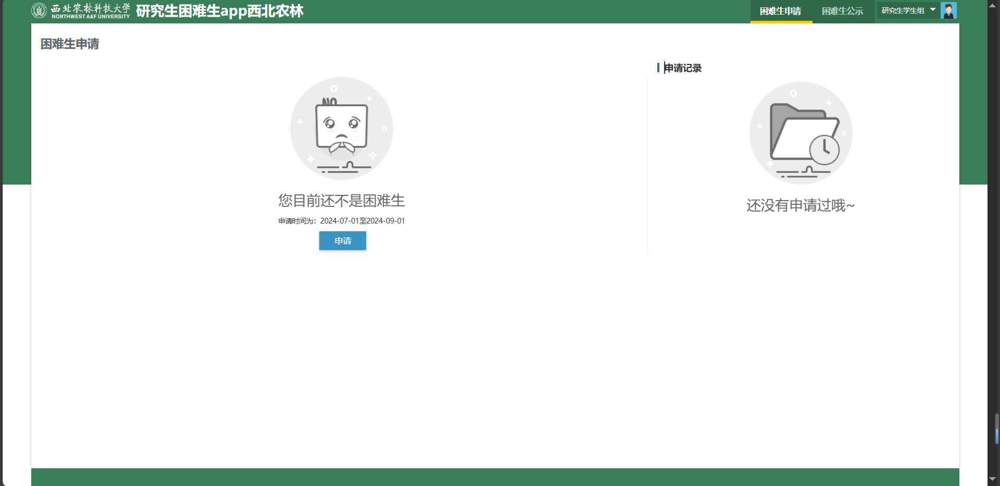 西北农林科技大学
NORTHWEST A&F UNIVERSITY
研究生困难生app西北农林
困难生申请
困难生公示
研究生学生组
困难生申请
申请记录
NO
您目前还不是困难生
申请时间为：2024-07-01至2024-09-01
申请
还没有申请过哦~